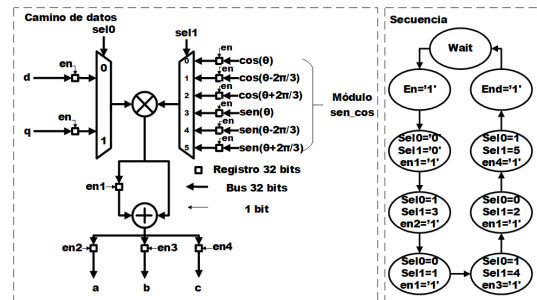 Camino de datos
sel0
sel1
en
d
0
en
q
1
0
en
cos(θ)
1
en
cos(θ-2π/3)
2
en
cos(θ+2π/3)
3
en
sen(θ)
4
en
sen(θ-2π/3)
5
en
sen(θ+2π/3)
Módulo
sen_cos
Registro 32 bits
Bus 32 bits
1 bit
en1
en2
en3
en4
a
b
c
Secuencia
Wait
En='1'
End='1'
Sel0='0'
Sel1='0'
en1='1'
Sel0=1
Sel1=5
en4='1'
Sel0=1
Sel1=3
en2='1'
Sel0=0
Sel1=2
en1='1'
Sel0=0
Sel1=1
en1='1'
Sel0=1
Sel1=4
en3='1'